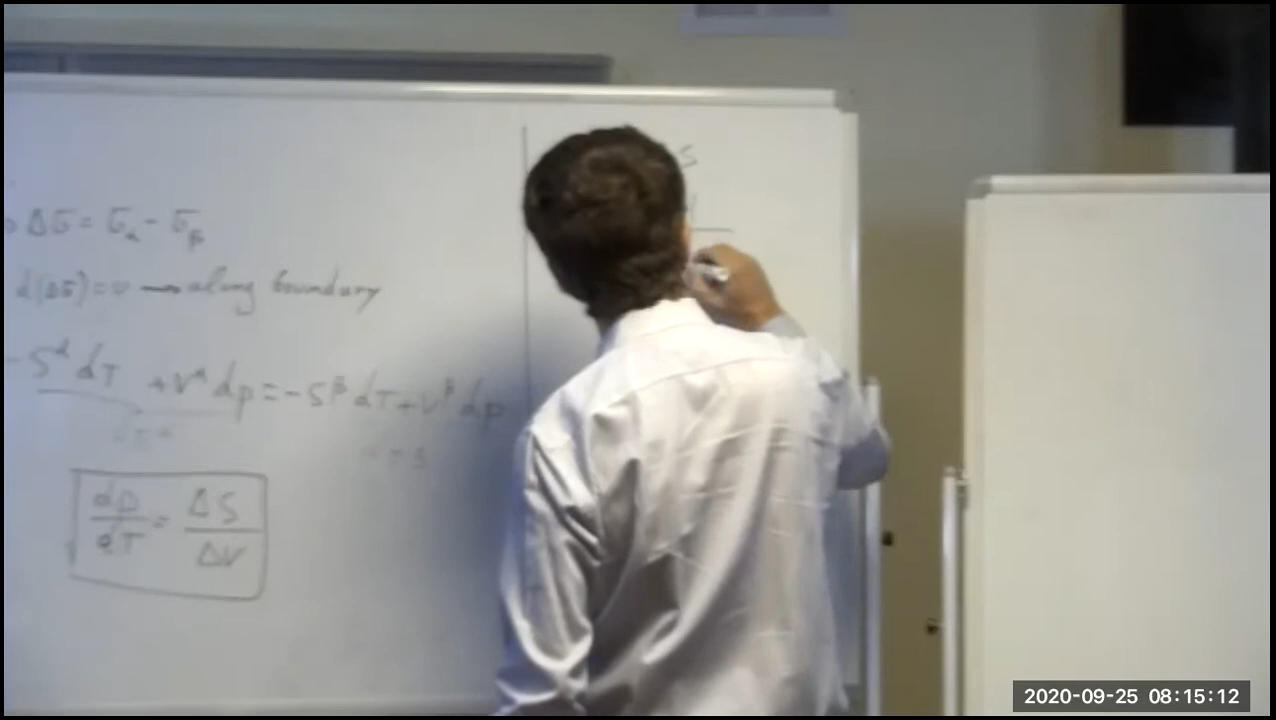 ΔG = G_α - G_β
d(ΔG) = 0 → along boundary
- S^α dT + V^α dp = - S^β dT + V^β dp
dp/dT = ΔS/ΔV
S
2020-09-25 08:15:12